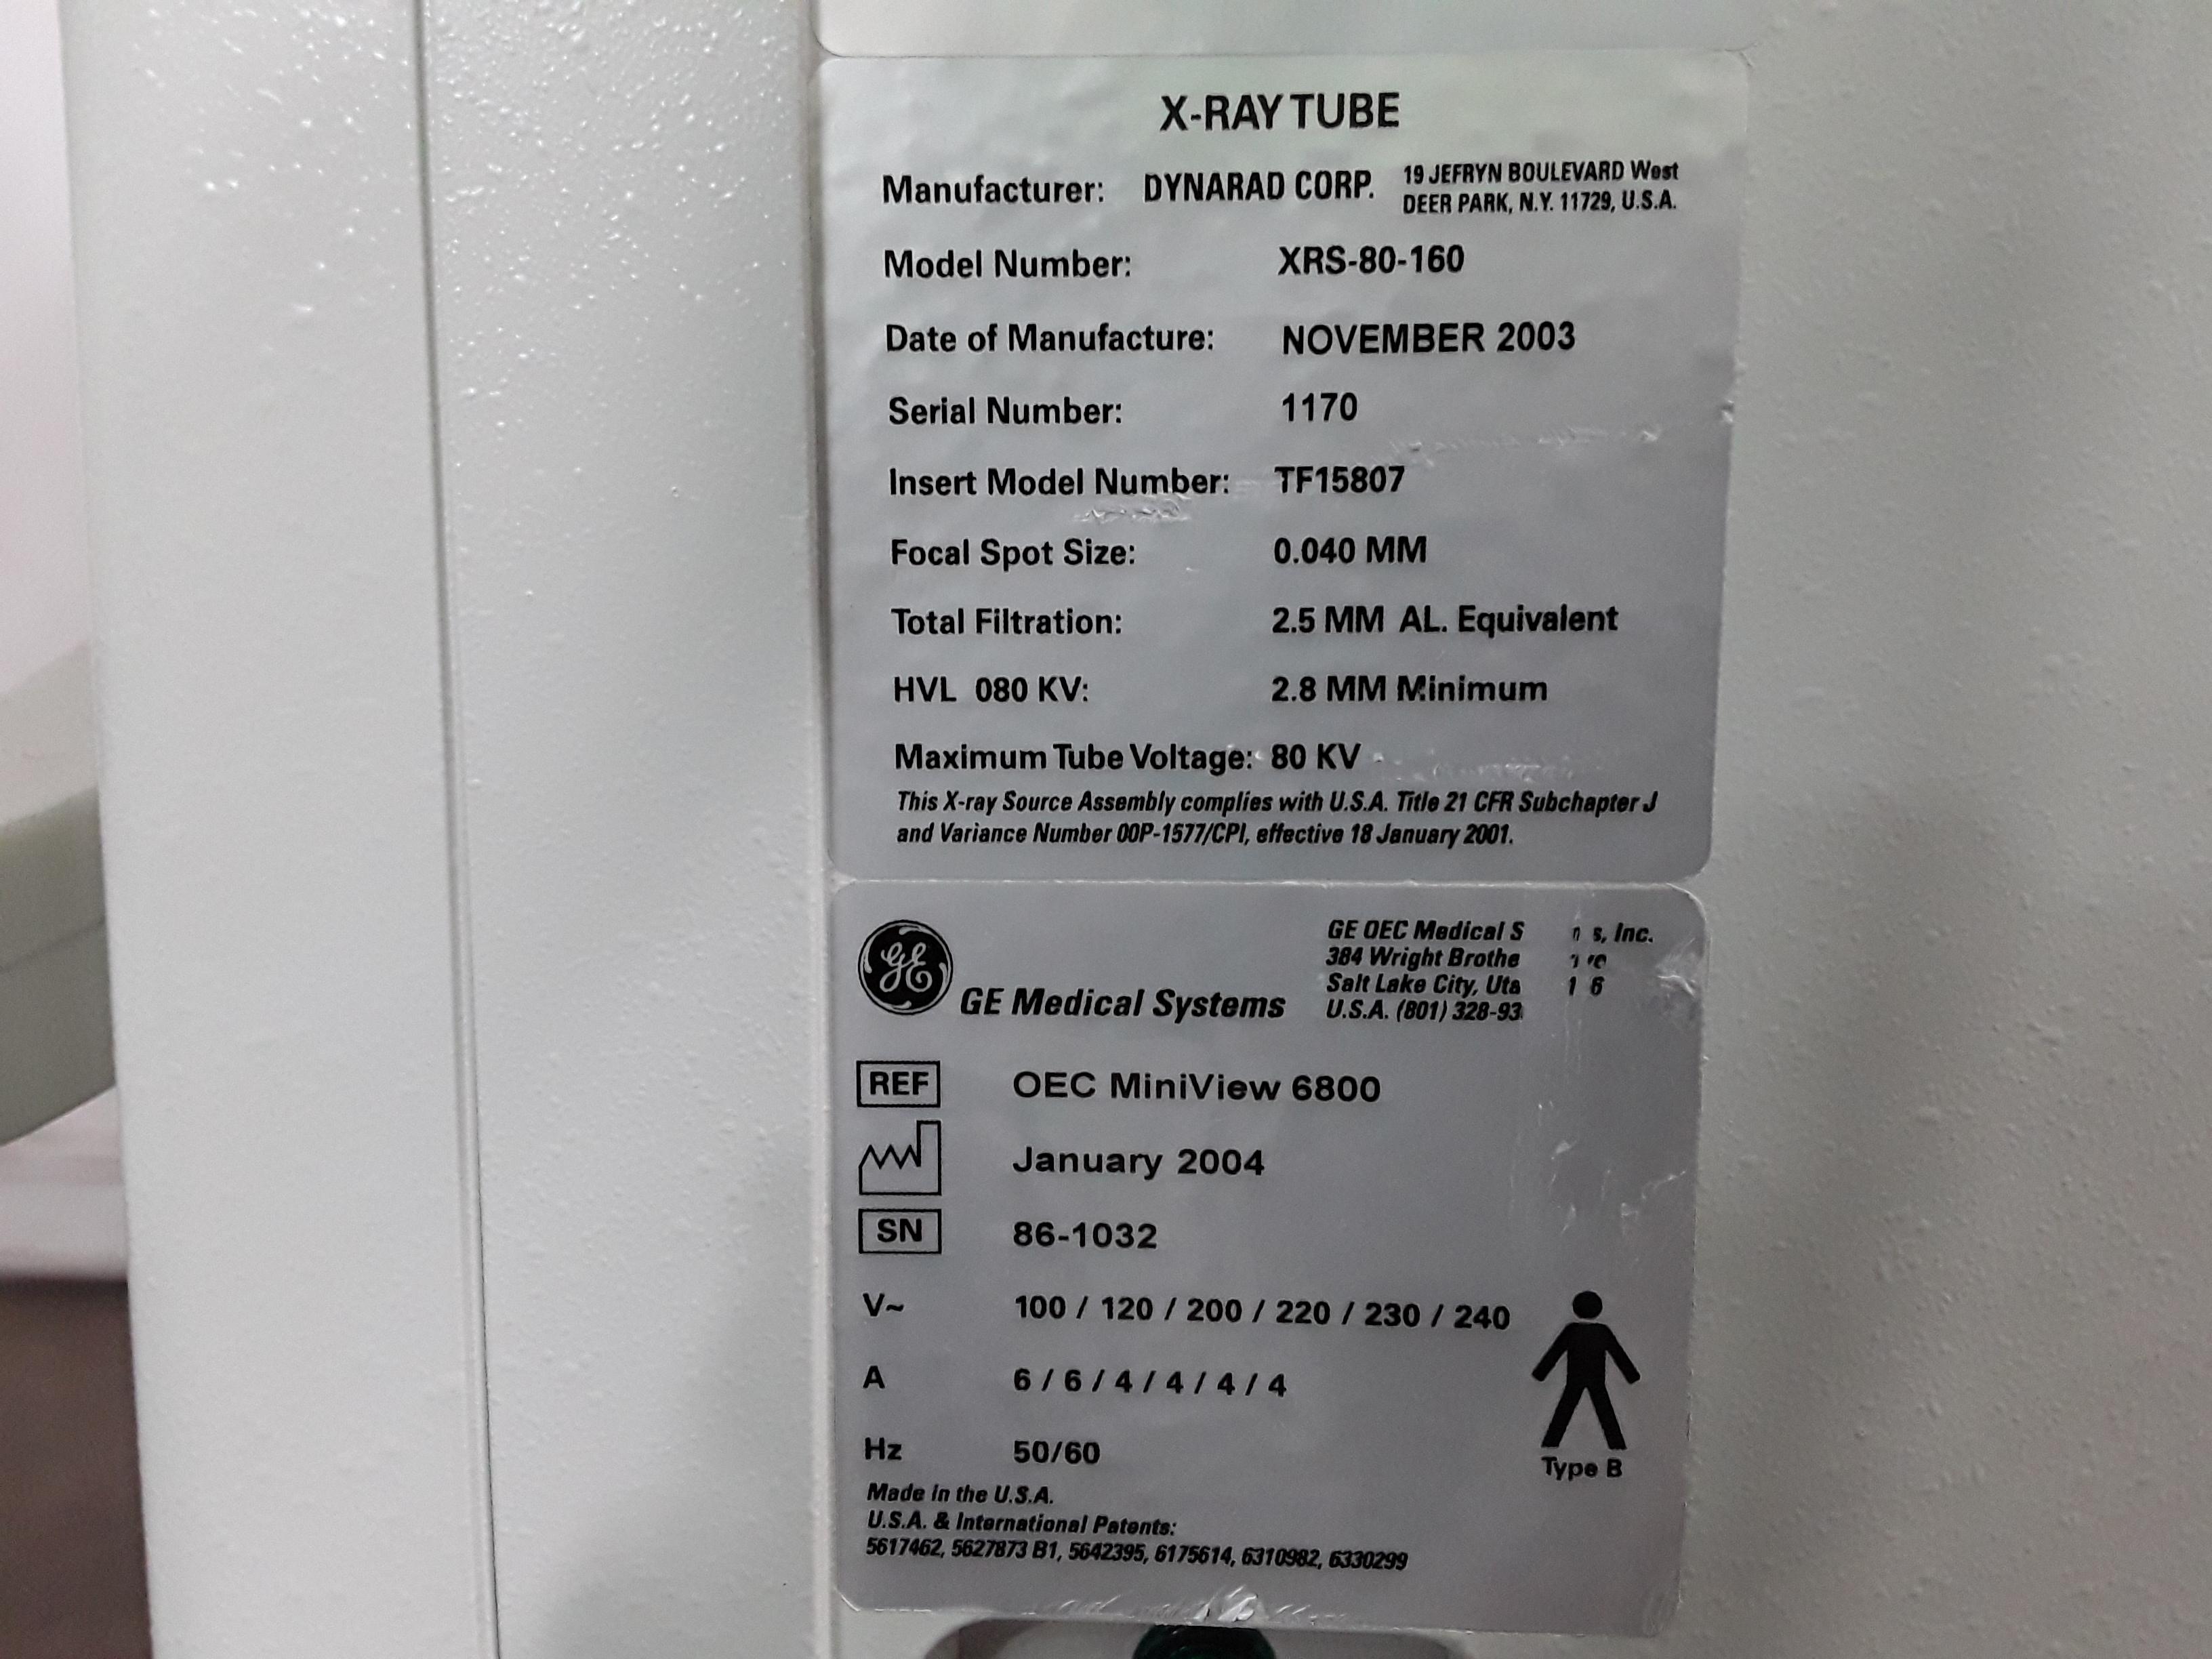 X-RAY TUBE
Manufacturer: DYNARAD CORP. 19 JEFRYN BOULEVARD West
DEER PARK, N.Y. 11729, U.S.A.
Model Number: XRS-80-160
Date of Manufacture: NOVEMBER 2003
Serial Number: 1170
Insert Model Number: TF15807
Focal Spot Size: 0.040 MM
Total Filtration: 2.5 MM AL. Equivalent
HVL 080 KV: 2.8 MM Minimum
Maximum Tube Voltage: 80 KV
This X-ray Source Assembly complies with U.S.A. Title 21 CFR Subchapter J
and Variance Number 00P-1577/CPI, effective 18 January 2001.
GE
GE Medical Systems
GE OEC Medical Inc.
384 Wright
Salt Lake City,
U.S.A. (801)
REF OEC MiniView 6800
January 2004
SN 86-1032
V~ 100 / 120 / 200 / 220 / 230 / 240
A 6 / 6 / 4 / 4 / 4 / 4
Hz 50/60
Type B
Made in the U.S.A.
U.S.A. & International Patents:
5617462, 5627873 B1, 5642395, 6175614, 6310982, 6330299